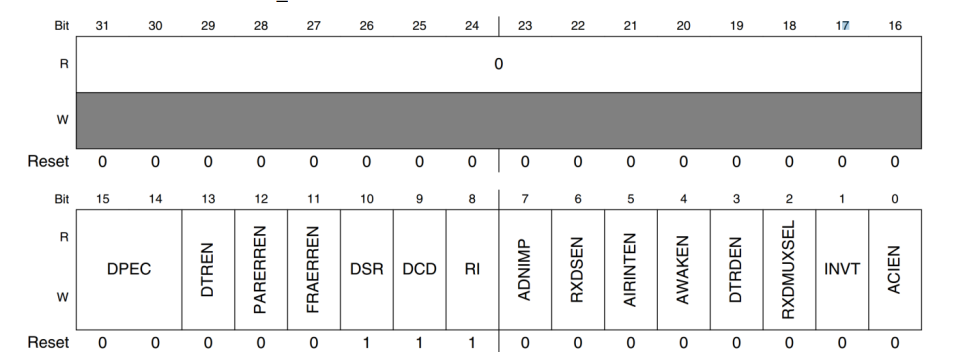 Bit 31 30 29 28 27 26 25 24 23 22 21 20 19 18 17 16
R 0
W
Reset 0 0 0 0 0 0 0 0 0 0 0 0 0 0 0 0
Bit 15 14 13 12 11 10 9 8 7 6 5 4 3 2 1 0
R
DPEC DTREN PARERREN FRAERREN DSR DCD RI ADNIMP RXDSEN AIRINTEN AWAKEN DTRDEN RXDMUXSEL INVT ACIEN
W
Reset 0 0 0 0 0 1 1 1 0 0 0 0 0 0 0 0